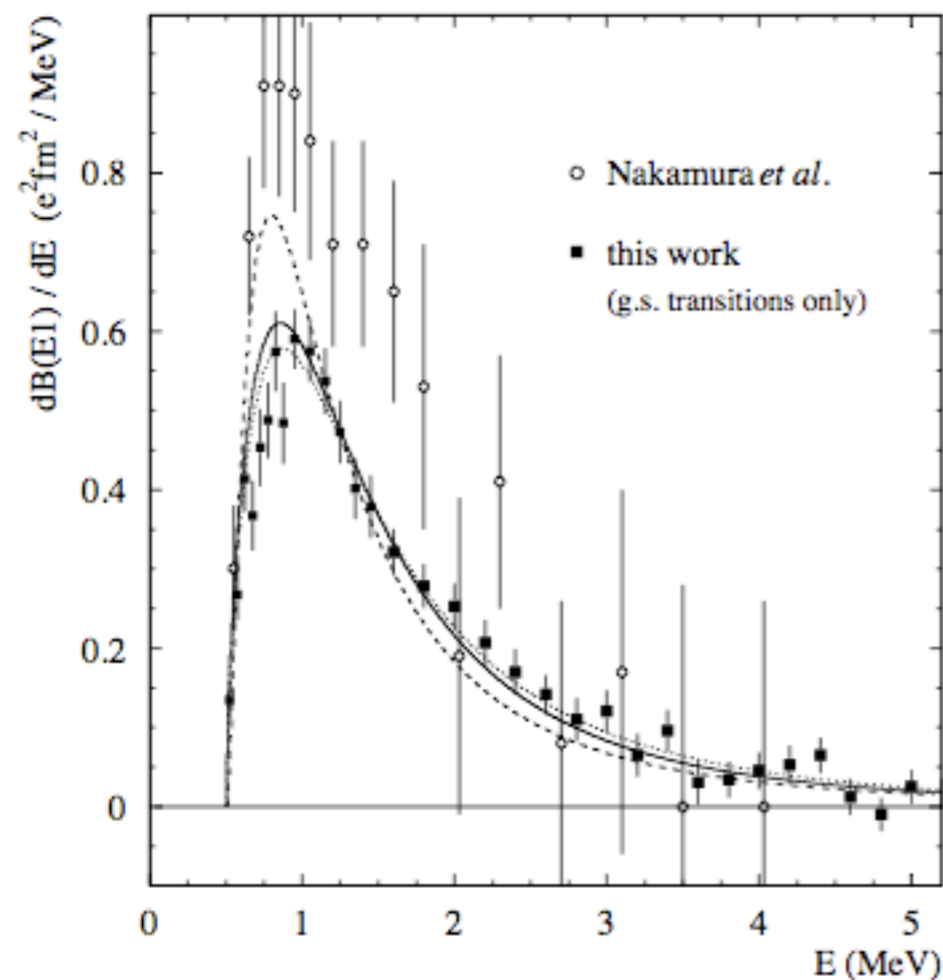 dB(E1) / dE (e²fm² / MeV)
0.8
0.6
0.4
0.2
0
Nakamura et al.
this work
(g.s. transitions only)
0 1 2 3 4 5
E (MeV)